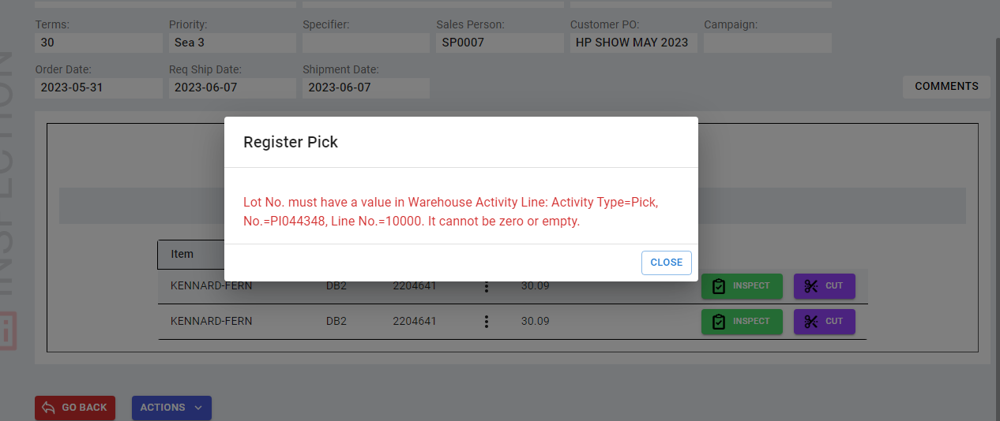 Terms:
Priority:
Specifier:
Sales Person:
Customer PO:
Campaign:
30
Sea 3
SP0007
HP SHOW MAY 2023
Order Date:
Req Ship Date:
Shipment Date:
2023-05-31
2023-06-07
2023-06-07
COMMENTS
INSPECTION
Register Pick
Lot No. must have a value in Warehouse Activity Line: Activity Type=Pick,
No.=PI044348, Line No.=10000. It cannot be zero or empty.
CLOSE
Item
KENNARD-FERN DB2 2204641 30.09 INSPECT CUT
KENNARD-FERN DB2 2204641 30.09 INSPECT CUT
GO BACK
ACTIONS